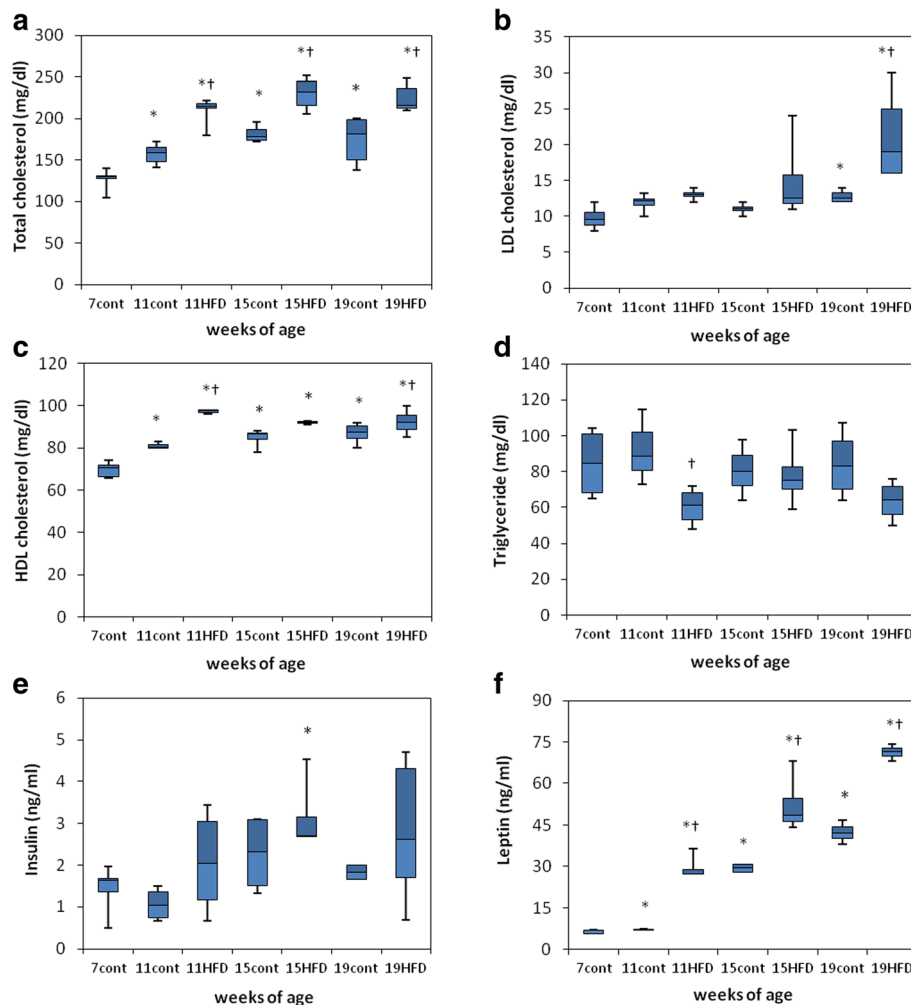 a
b
300
250
200
150
100
50
0
Total cholesterol (mg/dl)
*
*†
*
*†
*
*†
7cont 11cont 11HFD 15cont 15HFD 19cont 19HFD
weeks of age
35
30
25
20
15
10
5
0
LDL cholesterol (mg/dl)
*
*†
7cont 11cont 11HFD 15cont 15HFD 19cont 19HFD
weeks of age
c
d
120
100
80
60
40
20
0
HDL cholesterol (mg/dl)
*
*†
*
*
*
*†
7cont 11cont 11HFD 15cont 15HFD 19cont 19HFD
weeks of age
140
120
100
80
60
40
20
0
Triglyceride (mg/dl)
†
7cont 11cont 11HFD 15cont 15HFD 19cont 19HFD
weeks of age
e
f
6
5
4
3
2
1
0
Insulin (ng/ml)
*
7cont 11cont 11HFD 15cont 15HFD 19cont 19HFD
weeks of age
90
75
45
30
15
0
Leptin (ng/ml)
*
*†
*
*†
*
*†
7cont 11cont 11HFD 15cont 15HFD 19cont 19HFD
weeks of age